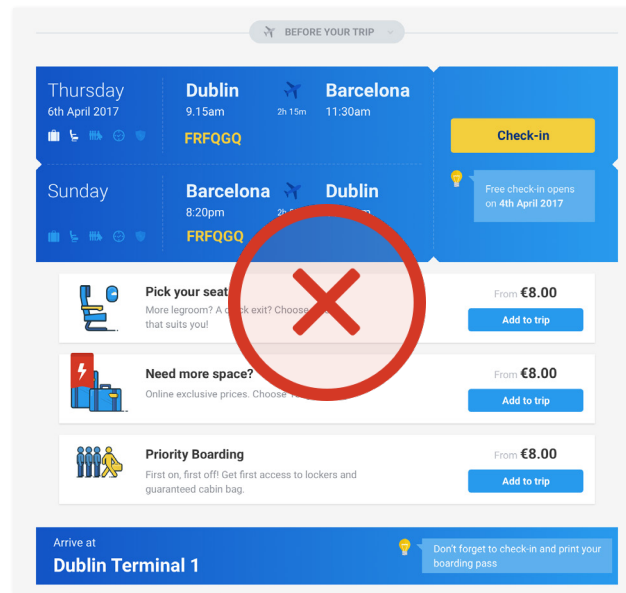 BEFORE YOUR TRIP
Thursday
6th April 2017
Dublin
9.15am
2h 15m
Barcelona
11:30am
FRFQGQ
Check-in
Sunday
Barcelona
8:20pm
Dublin
FRFQGQ
Free check-in opens
on 4th April 2017
Pick your seat
More legroom? A quick exit? Choose
that suits you!
From €8.00
Add to trip
Need more space?
Online exclusive prices. Choose
From €8.00
Add to trip
Priority Boarding
First on, first off! Get first access to lockers and
guaranteed cabin bag.
From €8.00
Add to trip
Arrive at
Dublin Terminal 1
Don't forget to check-in and print your
boarding pass